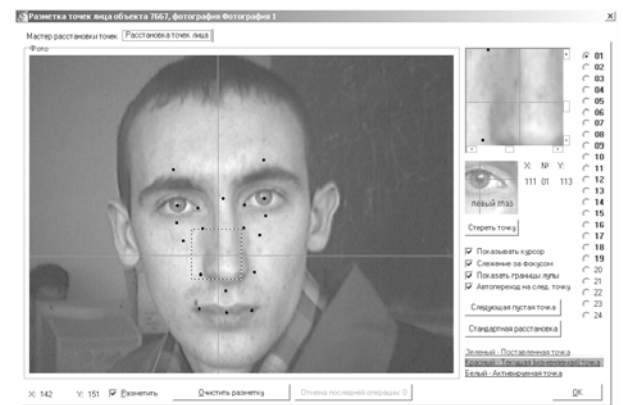 Разметка точек лица объекта 7667, фотография Фотография 1
Мастер расстановки точек Расстановка точек лица
Фото
01
02
03
04
05
06
07
08
09
10
11
12
13
14
15
16
17
18
19
20
21
22
23
24
X: № Y:
111 01 113
левый глаз
Стереть точку
Показывать курсор
Слежение за фокусом
Показать границы лупы
Автопереход на след. точку
Следующая пустая точка
Стандартная расстановка
Зеленый - Поставленная точка
Красный - Текущая (изменяемая) точка
Белый - Активируемая точка
X: 142 Y: 151 Разметить Очистить разметку Отмена последней операции: 0 OK